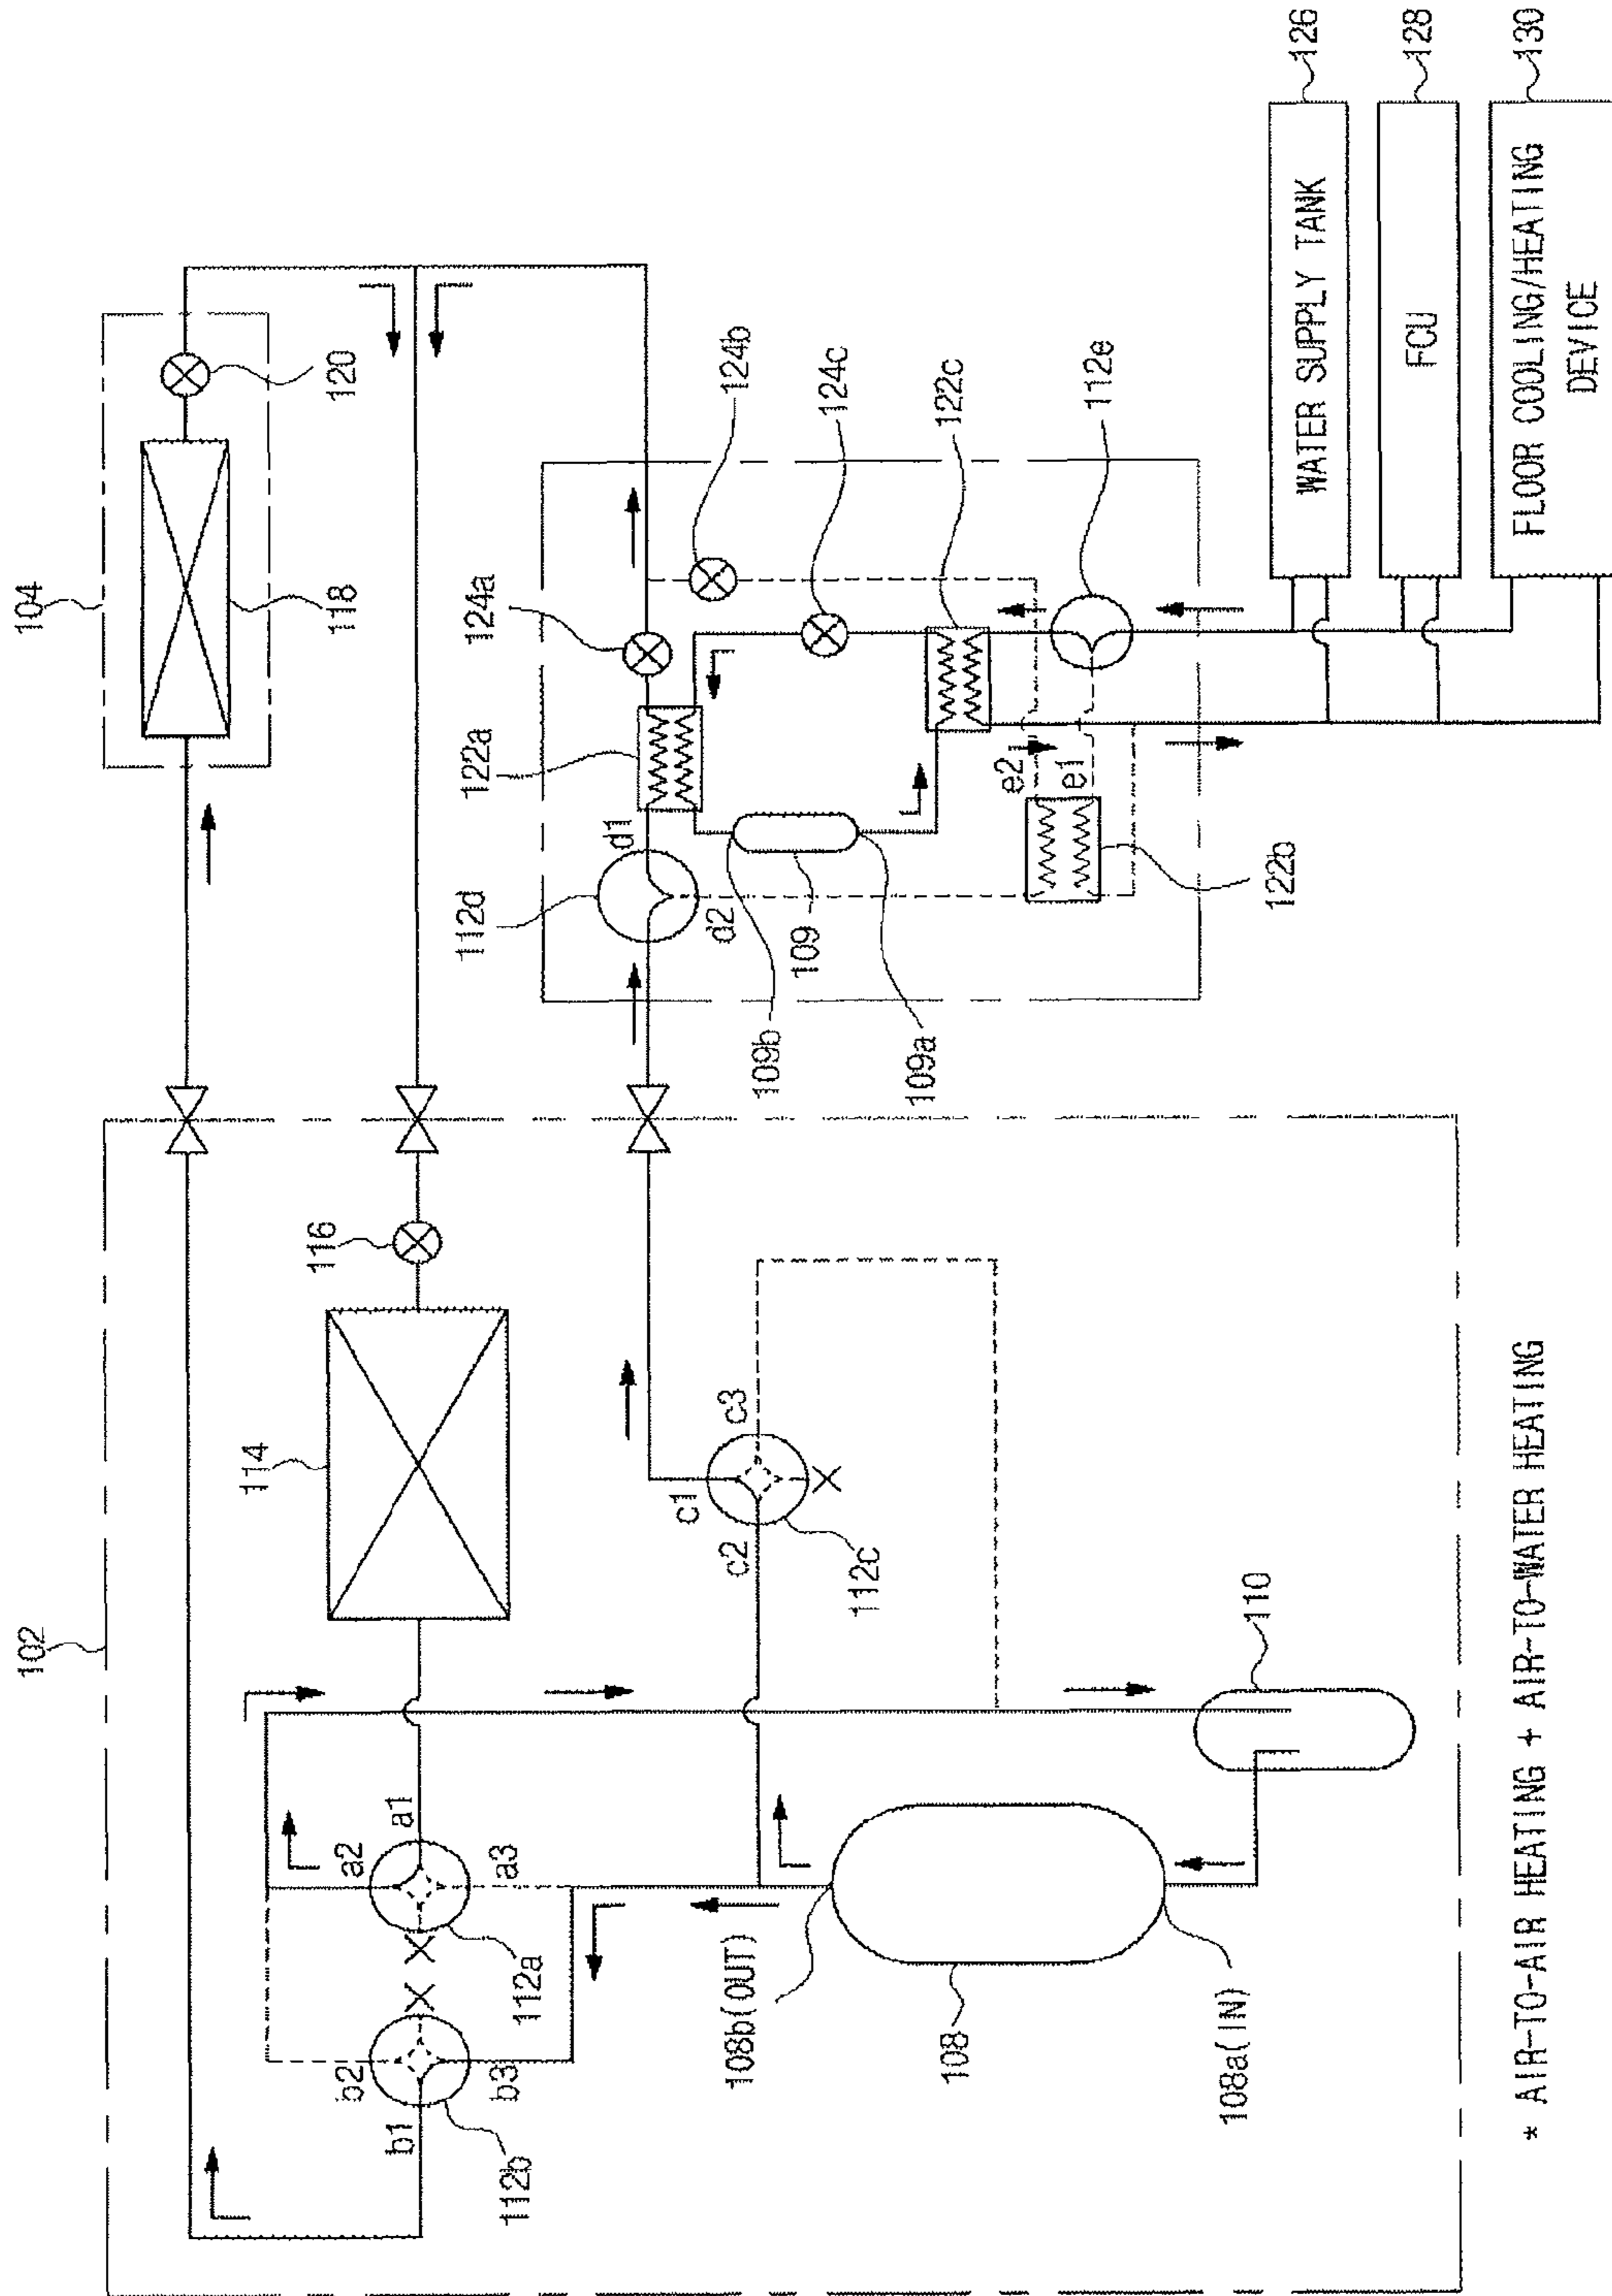 102
104
118
120
114
116
112d
d1
d2
122a
124a
124b
124c
122c
112e
109
109b
109a
e2
e1
122b
a1
a2
a3
112a
b1
b2
b3
112b
c1
c2
c3
112c
108b(OUT)
108
108a(IN)
110
WATER SUPPLY TANK
126
FCU
128
FLOOR COOLING/HEATING
DEVICE
130
* AIR-TO-AIR HEATING + AIR-TO-WATER HEATING